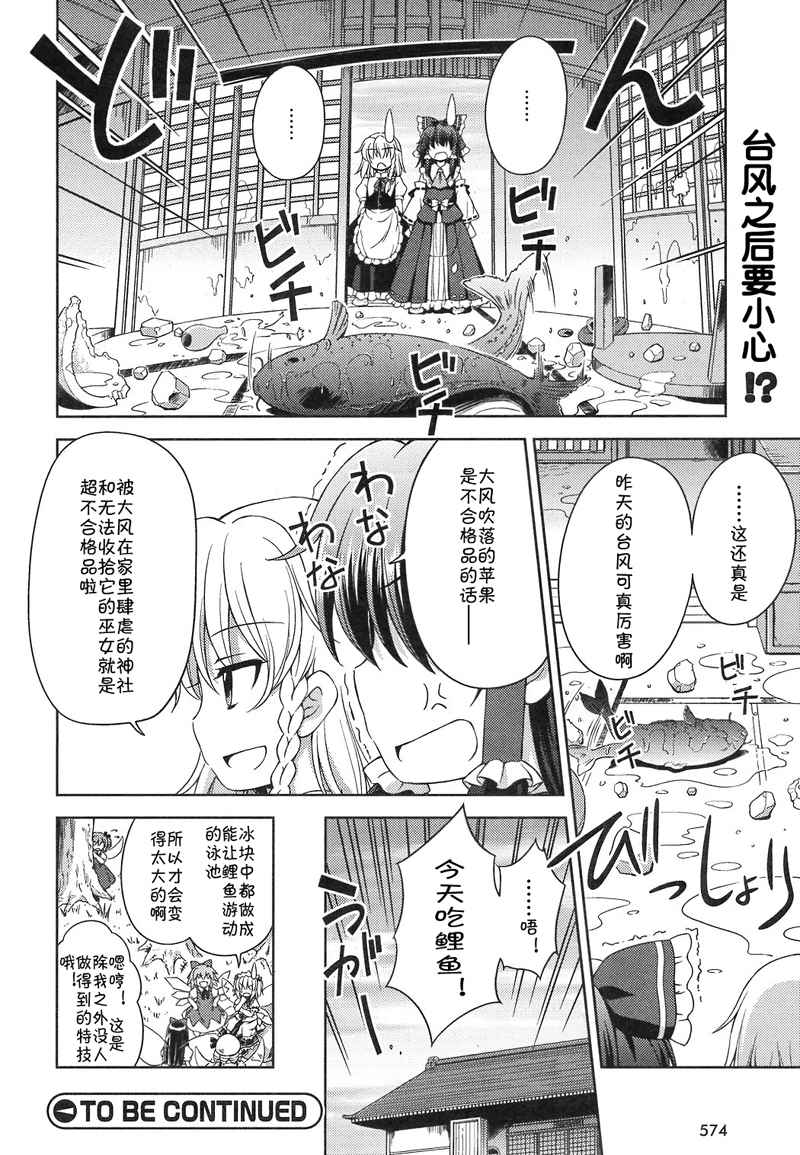 台风之后要小心!?
……
……
どーん
ビチ
ビチ
ビチ
…这还真是
昨天的台风可真厉害啊
ビチ
ビチ
びっしょり
大风吹落的苹果
是不合格品的话——
わなわな
被大风在家里肆虐的神社
和无法收拾它的巫女就是
超不合格品啦
…唔！
今天吃鲤鱼！
うがー
冰块中都做成
能让鲤鱼游动
的泳池
所以才会变
得太大的啊
嗯哼！这是
除我之外没人
做得到的特技
哦！
TO BE CONTINUED
574